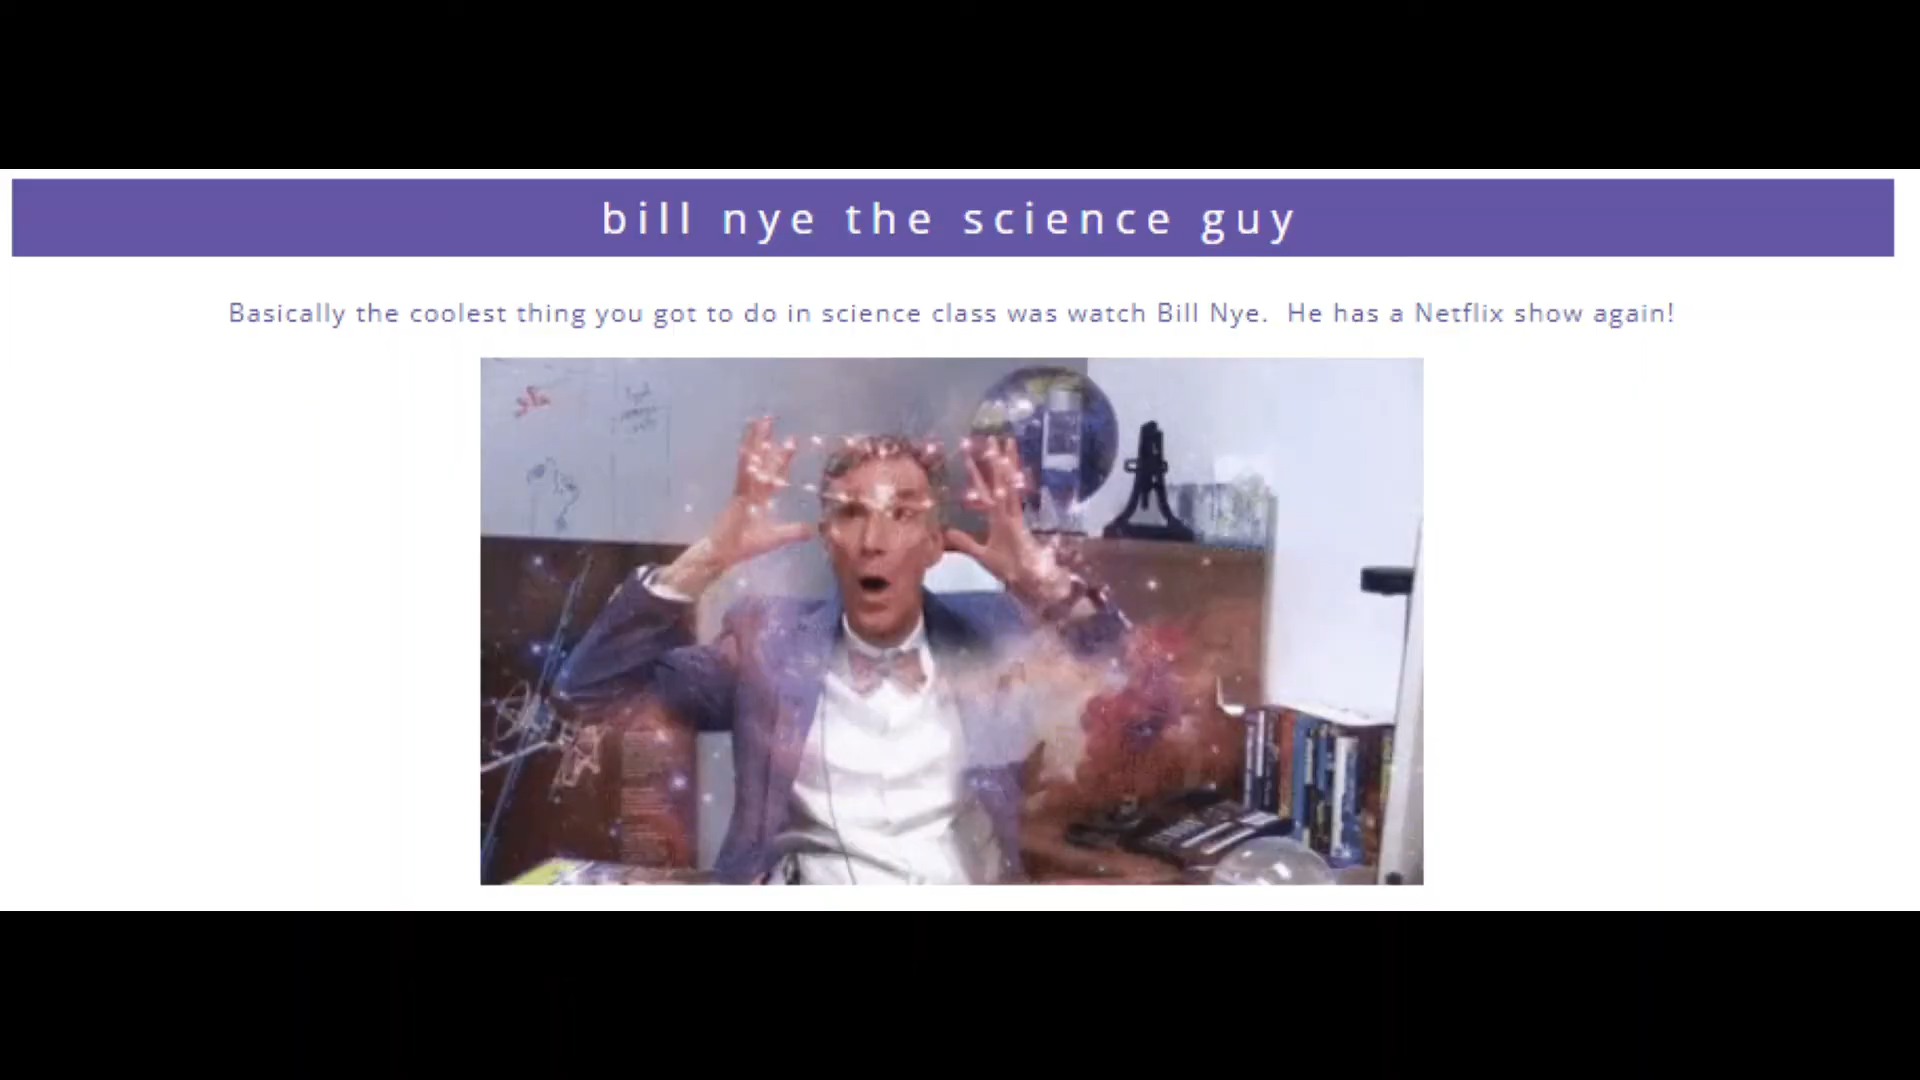 bill nye the science guy
Basically the coolest thing you got to do in science class was watch Bill Nye.  He has a Netflix show again!